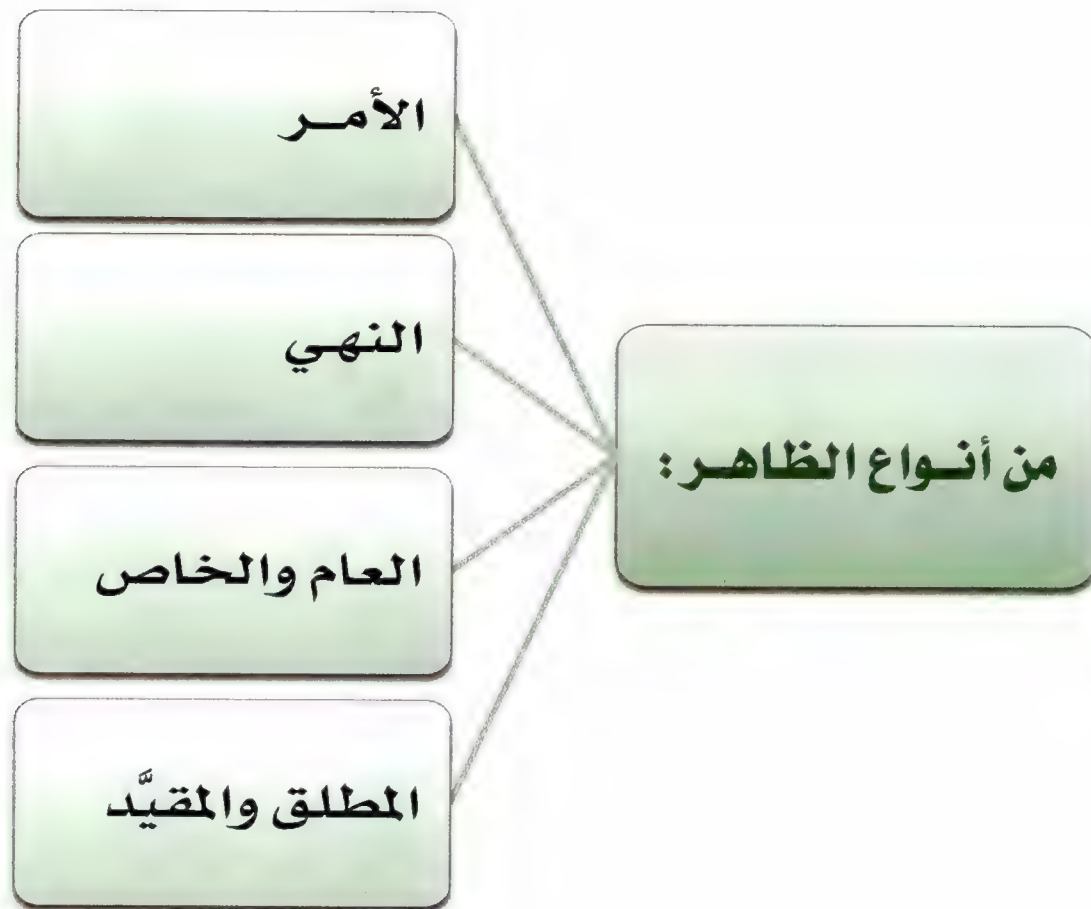 من أنواع الظاهر:
الأمر
النهي
العام والخاص
المطلق والمقيَّد